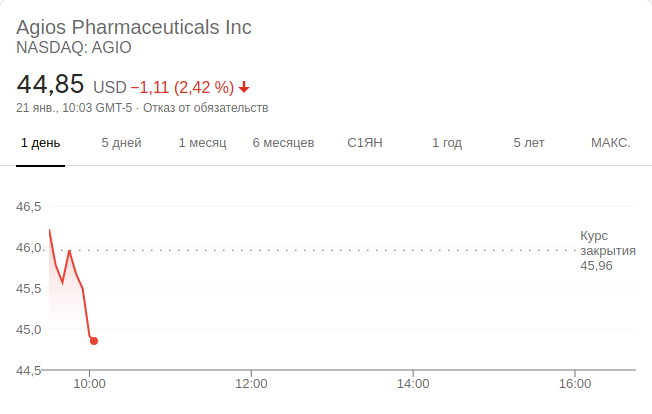 Agios Pharmaceuticals Inc
NASDAQ: AGIO
44,85 USD −1,11 (2,42 %)
21 янв., 10:03 GMT-5 · Отказ от обязательств
1 день 5 дней 1 месяц 6 месяцев С1ЯН 1 год 5 лет МАКС.
46,5
46,0
45,5
45,0
44,5
Курс
закрытия
45,96
10:00 12:00 14:00 16:00